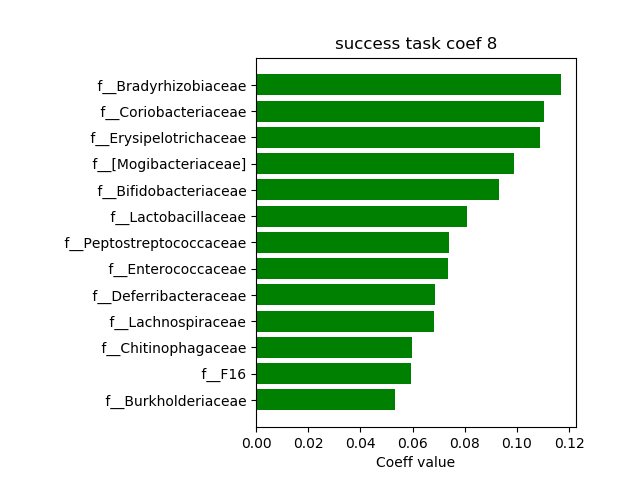 success task coef 8
f__Bradyrhizobiaceae
f__Coriobacteriaceae
f__Erysipelotrichaceae
f__[Mogibacteriaceae]
f__Bifidobacteriaceae
f__Lactobacillaceae
f__Peptostreptococcaceae
f__Enterococcaceae
f__Deferribacteraceae
f__Lachnospiraceae
f__Chitinophagaceae
f__F16
f__Burkholderiaceae
0.00 0.02 0.04 0.06 0.08 0.10 0.12
Coeff value